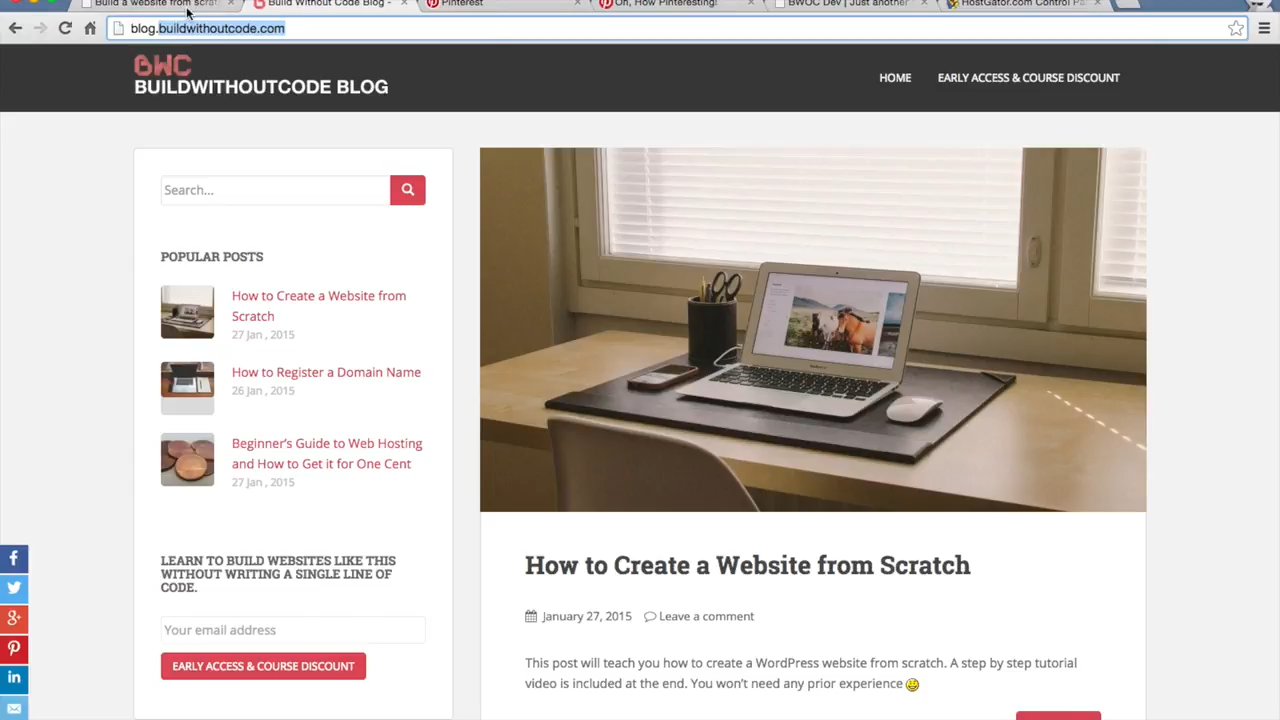 Build a website from scrat
Build Without Code Blog -
Pinterest
Oh, How Pinteresting!
BWOC Dev | Just another
HostGator.com Control Pa
blog.buildwithoutcode.com
BWC
BUILDWITHOUTCODE BLOG
HOME
EARLY ACCESS & COURSE DISCOUNT
Search...
POPULAR POSTS
How to Create a Website from
Scratch
27 Jan , 2015
How to Register a Domain Name
26 Jan , 2015
Beginner's Guide to Web Hosting
and How to Get it for One Cent
27 Jan , 2015
LEARN TO BUILD WEBSITES LIKE THIS
WITHOUT WRITING A SINGLE LINE OF
CODE.
Your email address
EARLY ACCESS & COURSE DISCOUNT
How to Create a Website from Scratch
January 27, 2015 Leave a comment
This post will teach you how to create a WordPress website from scratch. A step by step tutorial
video is included at the end. You won't need any prior experience